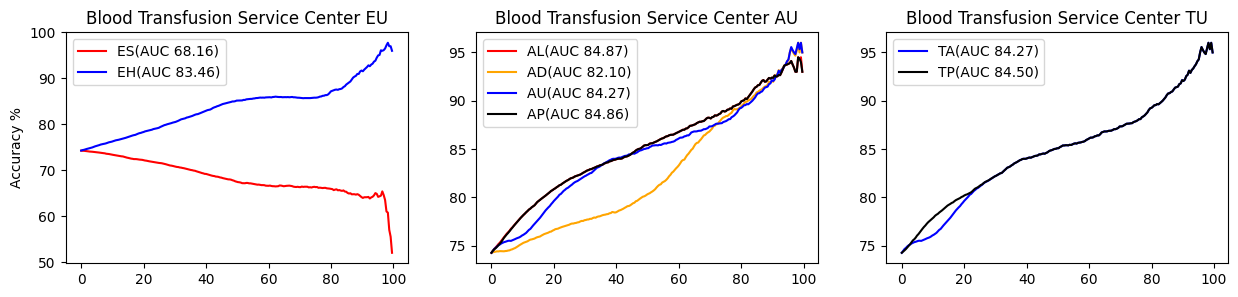 Blood Transfusion Service Center EU
Accuracy %
100
90
80
70
60
50
ES(AUC 68.16)
EH(AUC 83.46)
0 20 40 60 80 100
Blood Transfusion Service Center AU
95
90
85
80
75
AL(AUC 84.87)
AD(AUC 82.10)
AU(AUC 84.27)
AP(AUC 84.86)
0 20 40 60 80 100
Blood Transfusion Service Center TU
95
90
85
80
75
TA(AUC 84.27)
TP(AUC 84.50)
0 20 40 60 80 100